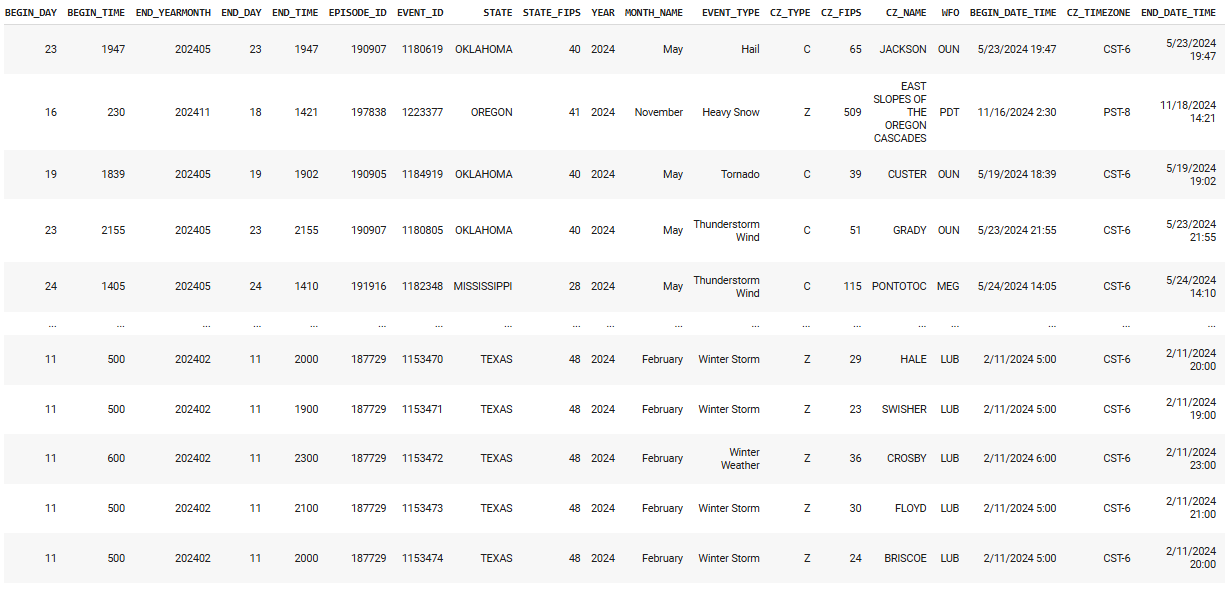 BEGIN_DAY BEGIN_TIME END_YEARMONTH END_DAY END_TIME EPISODE_ID EVENT_ID STATE STATE_FIPS YEAR MONTH_NAME EVENT_TYPE CZ_TYPE CZ_FIPS CZ_NAME WFO BEGIN_DATE_TIME CZ_TIMEZONE END_DATE_TIME
23 1947 202405 23 1947 190907 1180619 OKLAHOMA 40 2024 May Hail C 65 JACKSON OUN 5/23/2024 19:47 CST-6 5/23/2024 19:47
16 230 202411 18 1421 197838 1223377 OREGON 41 2024 November Heavy Snow Z 509 EAST SLOPES OF THE OREGON CASCADES PDT 11/16/2024 2:30 PST-8 11/18/2024 14:21
19 1839 202405 19 1902 190905 1184919 OKLAHOMA 40 2024 May Tornado C 39 CUSTER OUN 5/19/2024 18:39 CST-6 5/19/2024 19:02
23 2155 202405 23 2155 190907 1180805 OKLAHOMA 40 2024 May Thunderstorm Wind C 51 GRADY OUN 5/23/2024 21:55 CST-6 5/23/2024 21:55
24 1405 202405 24 1410 191916 1182348 MISSISSIPPI 28 2024 May Thunderstorm Wind C 115 PONTOTOC MEG 5/24/2024 14:05 CST-6 5/24/2024 14:10
... ... ... ... ... ... ... ... ... ... ... ... ... ... ... ... ... ... ...
11 500 202402 11 2000 187729 1153470 TEXAS 48 2024 February Winter Storm Z 29 HALE LUB 2/11/2024 5:00 CST-6 2/11/2024 20:00
11 500 202402 11 1900 187729 1153471 TEXAS 48 2024 February Winter Storm Z 23 SWISHER LUB 2/11/2024 5:00 CST-6 2/11/2024 19:00
11 600 202402 11 2300 187729 1153472 TEXAS 48 2024 February Winter Weather Z 36 CROSBY LUB 2/11/2024 6:00 CST-6 2/11/2024 23:00
11 500 202402 11 2100 187729 1153473 TEXAS 48 2024 February Winter Storm Z 30 FLOYD LUB 2/11/2024 5:00 CST-6 2/11/2024 21:00
11 500 202402 11 2000 187729 1153474 TEXAS 48 2024 February Winter Storm Z 24 BRISCOE LUB 2/11/2024 5:00 CST-6 2/11/2024 20:00